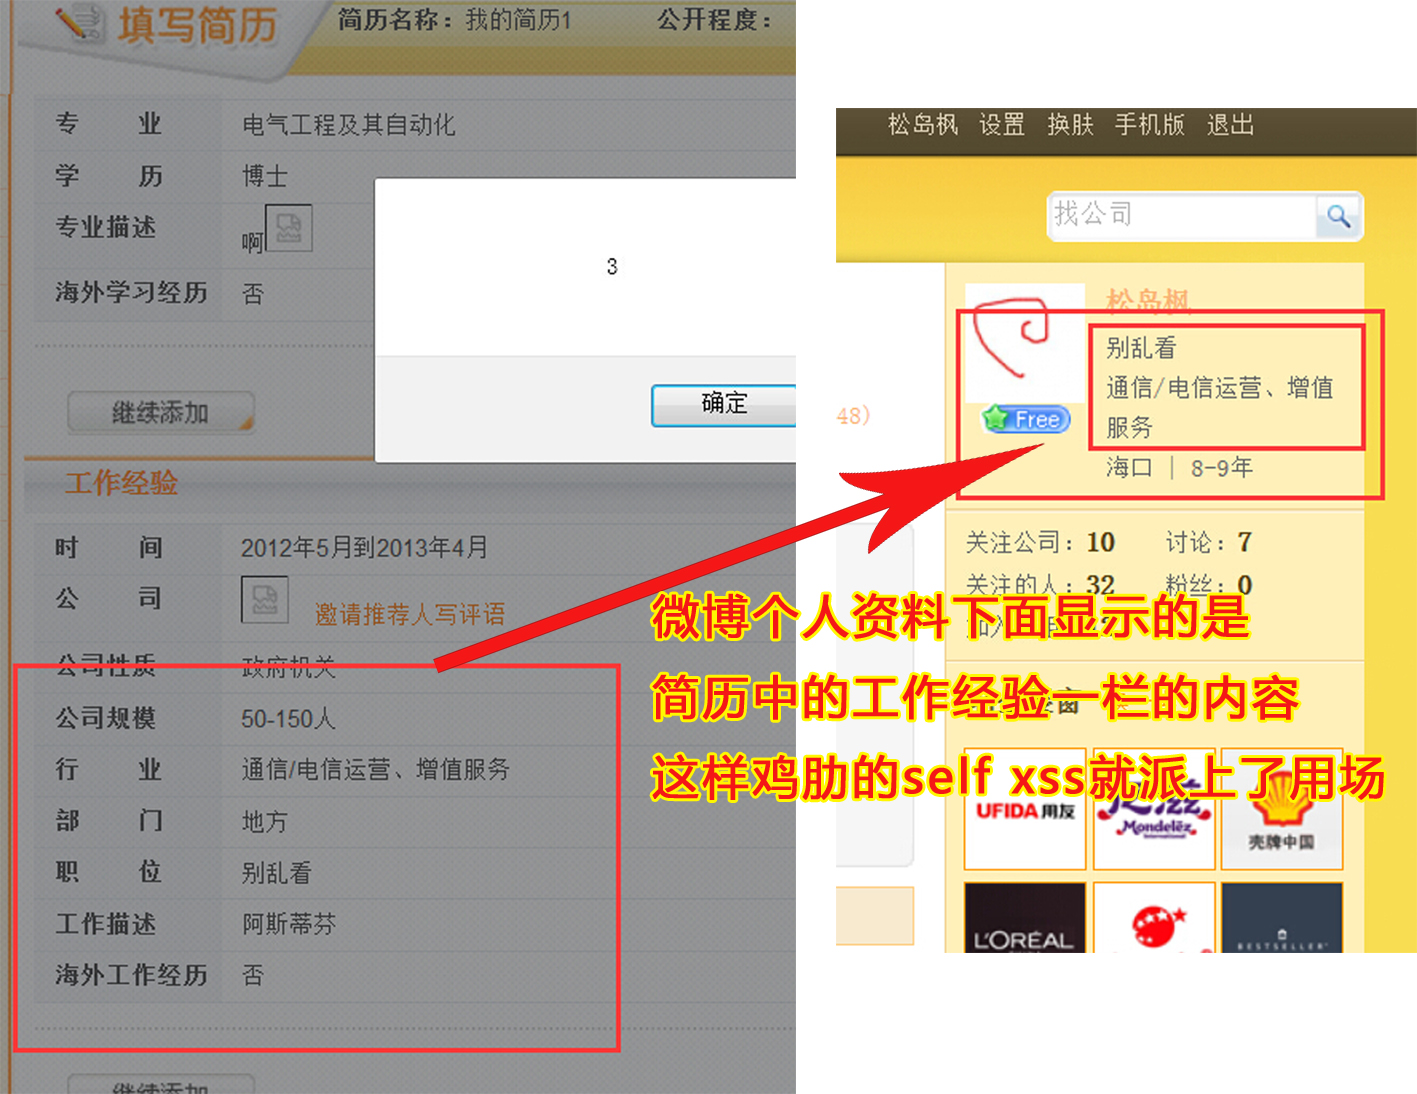 填写简历
简历名称：我的简历1 公开程度：
专 业 电气工程及其自动化
学 历 博士
专业描述 啊
海外学习经历 否
3
确定
继续添加
工作经验
时 间 2012年5月到2013年4月
公 司 邀请推荐人写评语
公司性质 政府机关
公司规模 50-150人
行 业 通信/电信运营、增值服务
部 门 地方
职 位 别乱看
工作描述 阿斯蒂芬
海外工作经历 否
继续添加
松岛枫 设置 换肤 手机版 退出
找公司
松岛枫
别乱看
通信/电信运营、增值
服务
Free
海口 | 8-9年
48)
关注公司：10 讨论：7
关注的人：32 粉丝：0
微博个人资料下面显示的是
简历中的工作经验一栏的内容
这样鸡肋的self xss就派上了用场
UFIDA 用友
Mondelēz
International
壳牌中国
L'ORÉAL
BESTSELLER